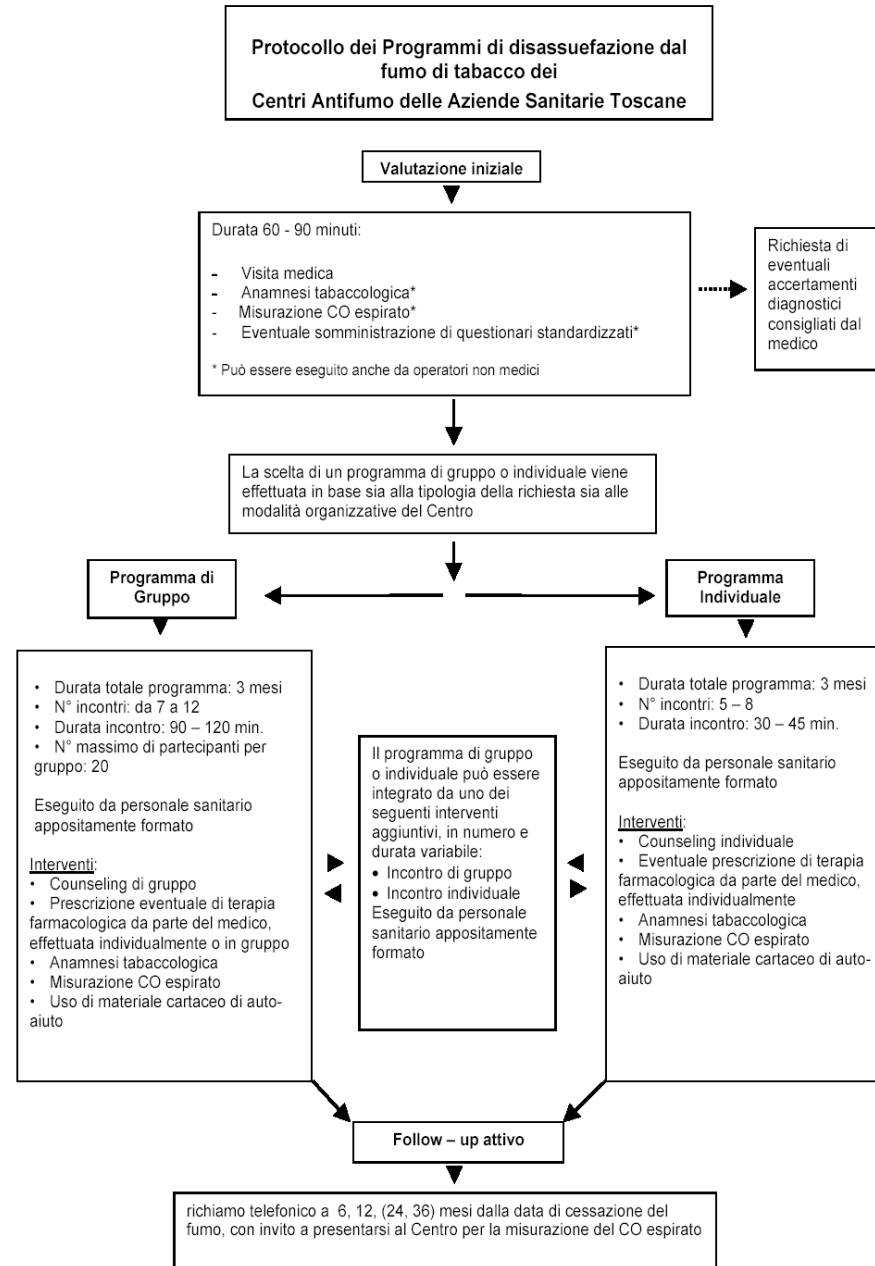 Protocollo dei Programmi di disassuefazione dal
fumo di tabacco dei
Centri Antifumo delle Aziende Sanitarie Toscane
Valutazione iniziale
Durata 60 - 90 minuti:
- Visita medica
- Anamnesi tabaccologica*
- Misurazione CO espirato*
- Eventuale somministrazione di questionari standardizzati*
* Può essere eseguito anche da operatori non medici
Richiesta di
eventuali
accertamenti
diagnostici
consigliati dal
medico
La scelta di un programma di gruppo o individuale viene
effettuata in base sia alla tipologia della richiesta sia alle
modalità organizzative del Centro
Programma di
Gruppo
Programma
Individuale
• Durata totale programma: 3 mesi
• N° incontri: da 7 a 12
• Durata incontro: 90 – 120 min.
• N° massimo di partecipanti per
gruppo: 20
Eseguito da personale sanitario
appositamente formato
Interventi:
• Counseling di gruppo
• Prescrizione eventuale di terapia
farmacologica da parte del medico,
effettuata individualmente o in gruppo
• Anamnesi tabaccologica
• Misurazione CO espirato
• Uso di materiale cartaceo di auto-
aiuto
Il programma di gruppo
o individuale può essere
integrato da uno dei
seguenti interventi
aggiuntivi, in numero e
durata variabile:
• Incontro di gruppo
• Incontro individuale
Eseguito da personale
sanitario appositamente
formato
• Durata totale programma: 3 mesi
• N° incontri: 5 – 8
• Durata incontro: 30 – 45 min.
Eseguito da personale sanitario
appositamente formato
Interventi:
• Counseling individuale
• Eventuale prescrizione di terapia
farmacologica da parte del medico,
effettuata individualmente
• Anamnesi tabaccologica
• Misurazione CO espirato
• Uso di materiale cartaceo di auto-
aiuto
Follow – up attivo
richiamo telefonico a 6, 12, (24, 36) mesi dalla data di cessazione del
fumo, con invito a presentarsi al Centro per la misurazione del CO espirato